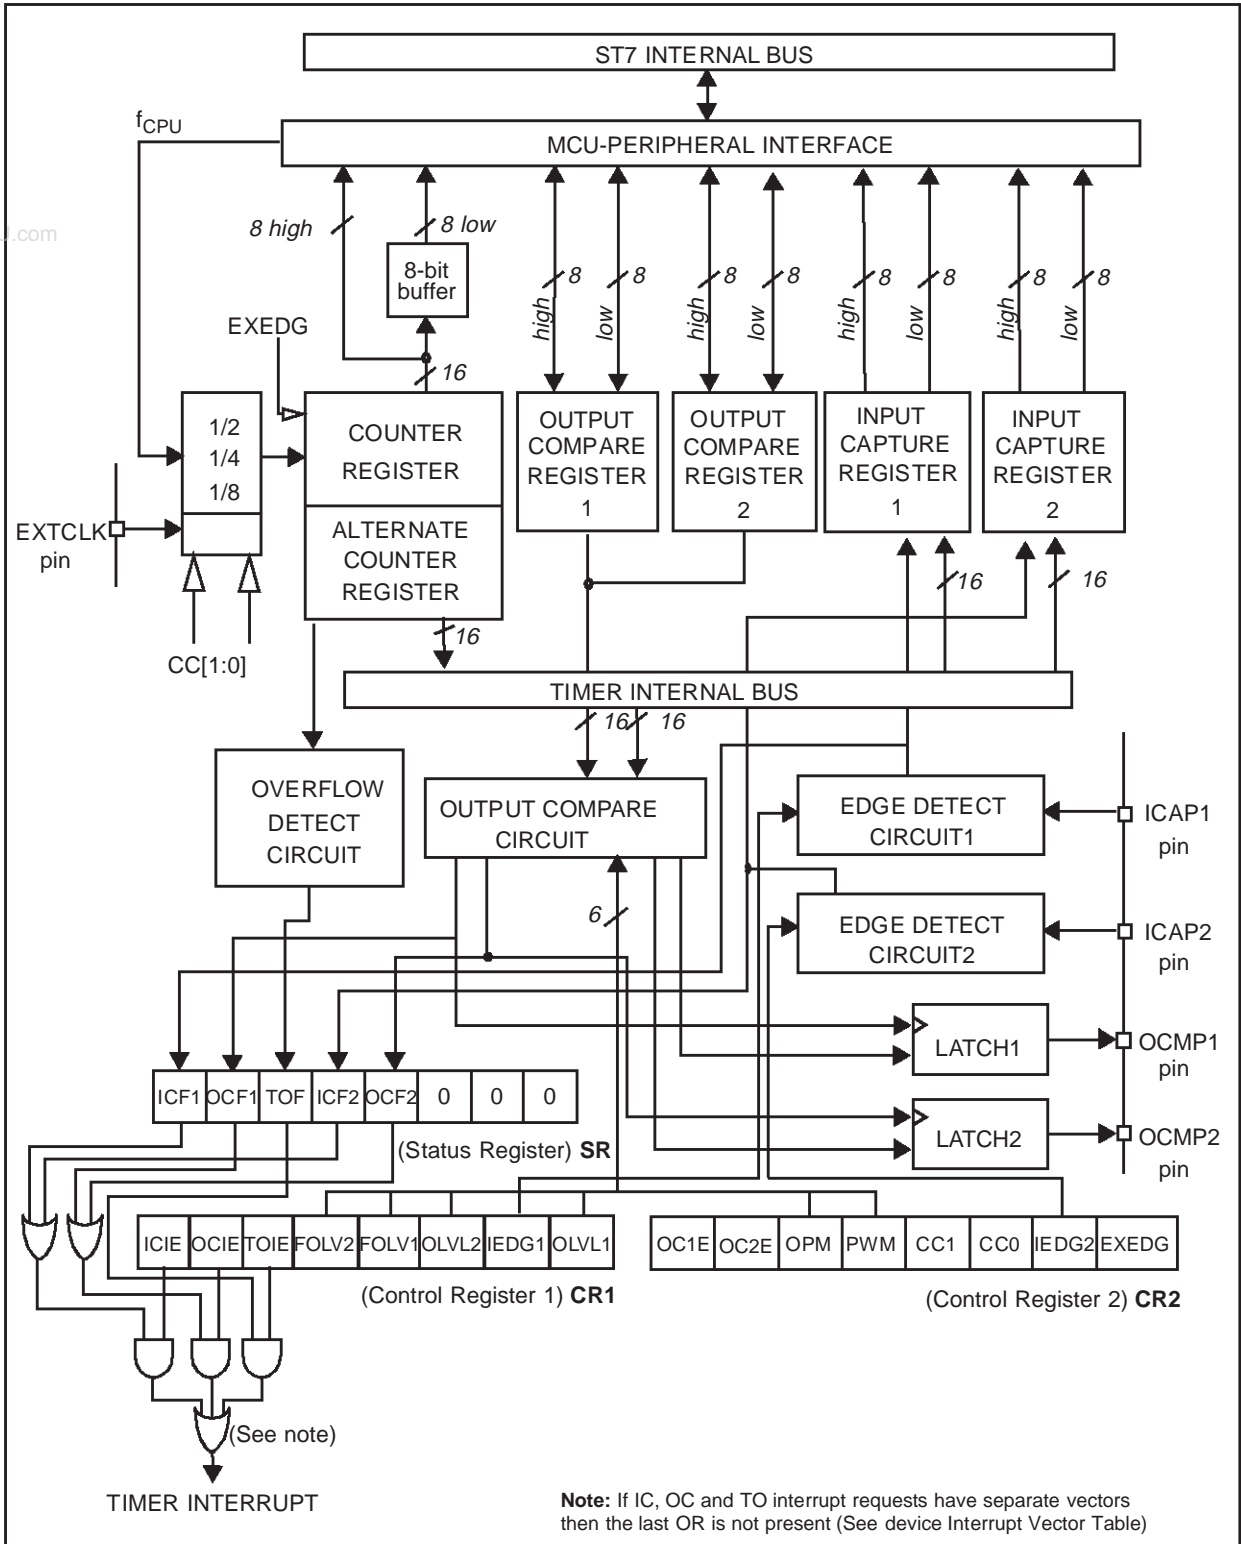 ST7 INTERNAL BUS
fCPU
MCU-PERIPHERAL INTERFACE
J.com
8 high
8 low
8-bit
buffer
8
8
8
8
8
8
8
8
high
low
high
low
high
low
high
low
EXEDG
16
1/2
1/4
1/8
COUNTER
REGISTER
OUTPUT
COMPARE
REGISTER
1
OUTPUT
COMPARE
REGISTER
2
INPUT
CAPTURE
REGISTER
1
INPUT
CAPTURE
REGISTER
2
EXTCLK
pin
ALTERNATE
COUNTER
REGISTER
16
16
16
CC[1:0]
TIMER INTERNAL BUS
16
16
OVERFLOW
DETECT
CIRCUIT
OUTPUT COMPARE
CIRCUIT
EDGE DETECT
CIRCUIT1
ICAP1
pin
6
EDGE DETECT
CIRCUIT2
ICAP2
pin
LATCH1
OCMP1
pin
ICF1 OCF1 TOF ICF2 OCF2 0 0 0
(Status Register) SR
LATCH2
OCMP2
pin
ICIE OCIE TOIE FOLV2 FOLV1 OLVL2 IEDG1 OLVL1
(Control Register 1) CR1
OC1E OC2E OPM PWM CC1 CC0 IEDG2 EXEDG
(Control Register 2) CR2
(See note)
TIMER INTERRUPT
Note: If IC, OC and TO interrupt requests have separate vectors
then the last OR is not present (See device Interrupt Vector Table)